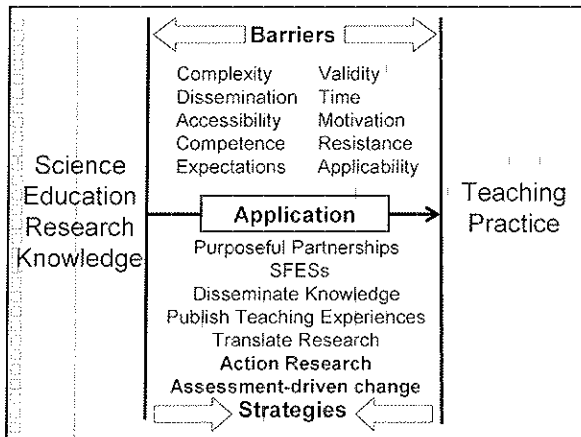 Barriers
Complexity Validity
Dissemination Time
Accessibility Motivation
Competence Resistance
Expectations Applicability
Science
Education
Research
Knowledge
Application
Teaching
Practice
Purposeful Partnerships
SFESs
Disseminate Knowledge
Publish Teaching Experiences
Translate Research
Action Research
Assessment-driven change
Strategies